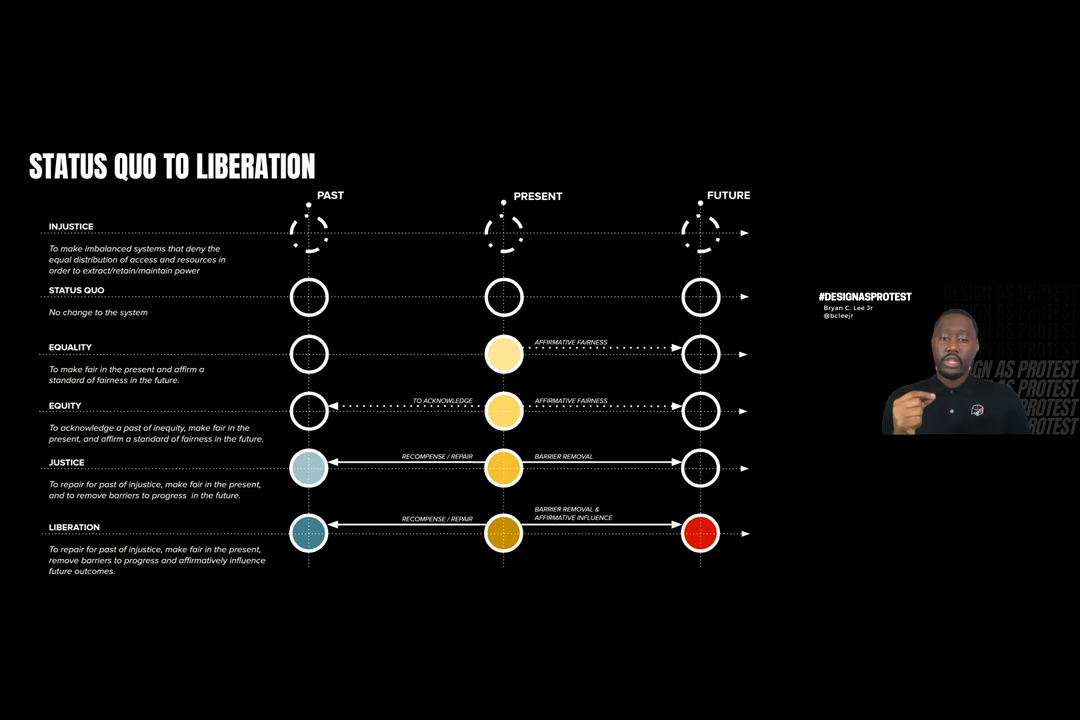 STATUS QUO TO LIBERATION
PAST
PRESENT
FUTURE
INJUSTICE
To make imbalanced systems that deny the
equal distribution of access and resources in
order to extract/retain/maintain power
STATUS QUO
No change to the system
EQUALITY
AFFIRMATIVE FAIRNESS
To make fair in the present and affirm a
standard of fairness in the future.
EQUITY
TO ACKNOWLEDGE
AFFIRMATIVE FAIRNESS
To acknowledge a past of inequity, make fair in the
present, and affirm a standard of fairness in the future.
JUSTICE
RECOMPENSE / REPAIR
BARRIER REMOVAL
To repair for past of injustice, make fair in the present,
and to remove barriers to progress in the future.
LIBERATION
RECOMPENSE / REPAIR
BARRIER REMOVAL &
AFFIRMATIVE INFLUENCE
To repair for past of injustice, make fair in the present,
remove barriers to progress and affirmatively influence
future outcomes.
#DESIGNASPROTEST
Bryan C. Lee Jr
@bcleejr
DESIGN AS PROTEST
GN AS PROTEST
AS PROTEST
ROTEST
ROTEST